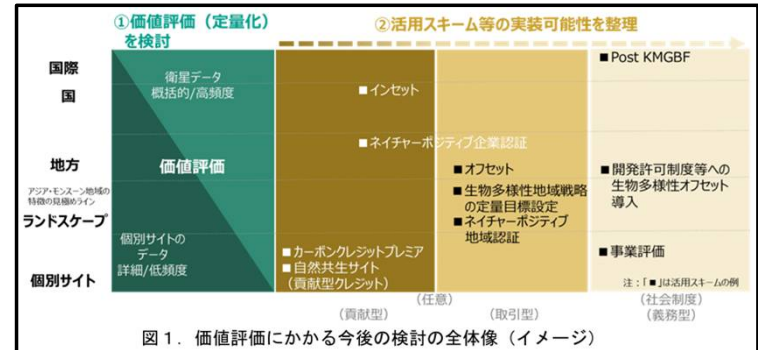 ①価値評価（定量化）
を検討
②活用スキーム等の実装可能性を整理
国際
国
地方
アジア・モンスーン地域の
特徴の見極めライン
ランドスケープ
個別サイト
衛星データ
概括的/高頻度
価値評価
個別サイトの
データ
詳細/低頻度
■インセット
■ネイチャーポジティブ企業認証
■カーボンクレジットプレミア
■自然共生サイト
（貢献型クレジット）
■オフセット
■生物多様性地域戦略
の定量目標設定
■ネイチャーポジティブ
地域認証
■Post KMGBF
■開発許可制度等への
生物多様性オフセット
導入
■事業評価
注：「■」は活用スキームの例
（任意）
（社会制度）
（貢献型）
（取引型）
（義務型）
図１．価値評価にかかる今後の検討の全体像（イメージ）